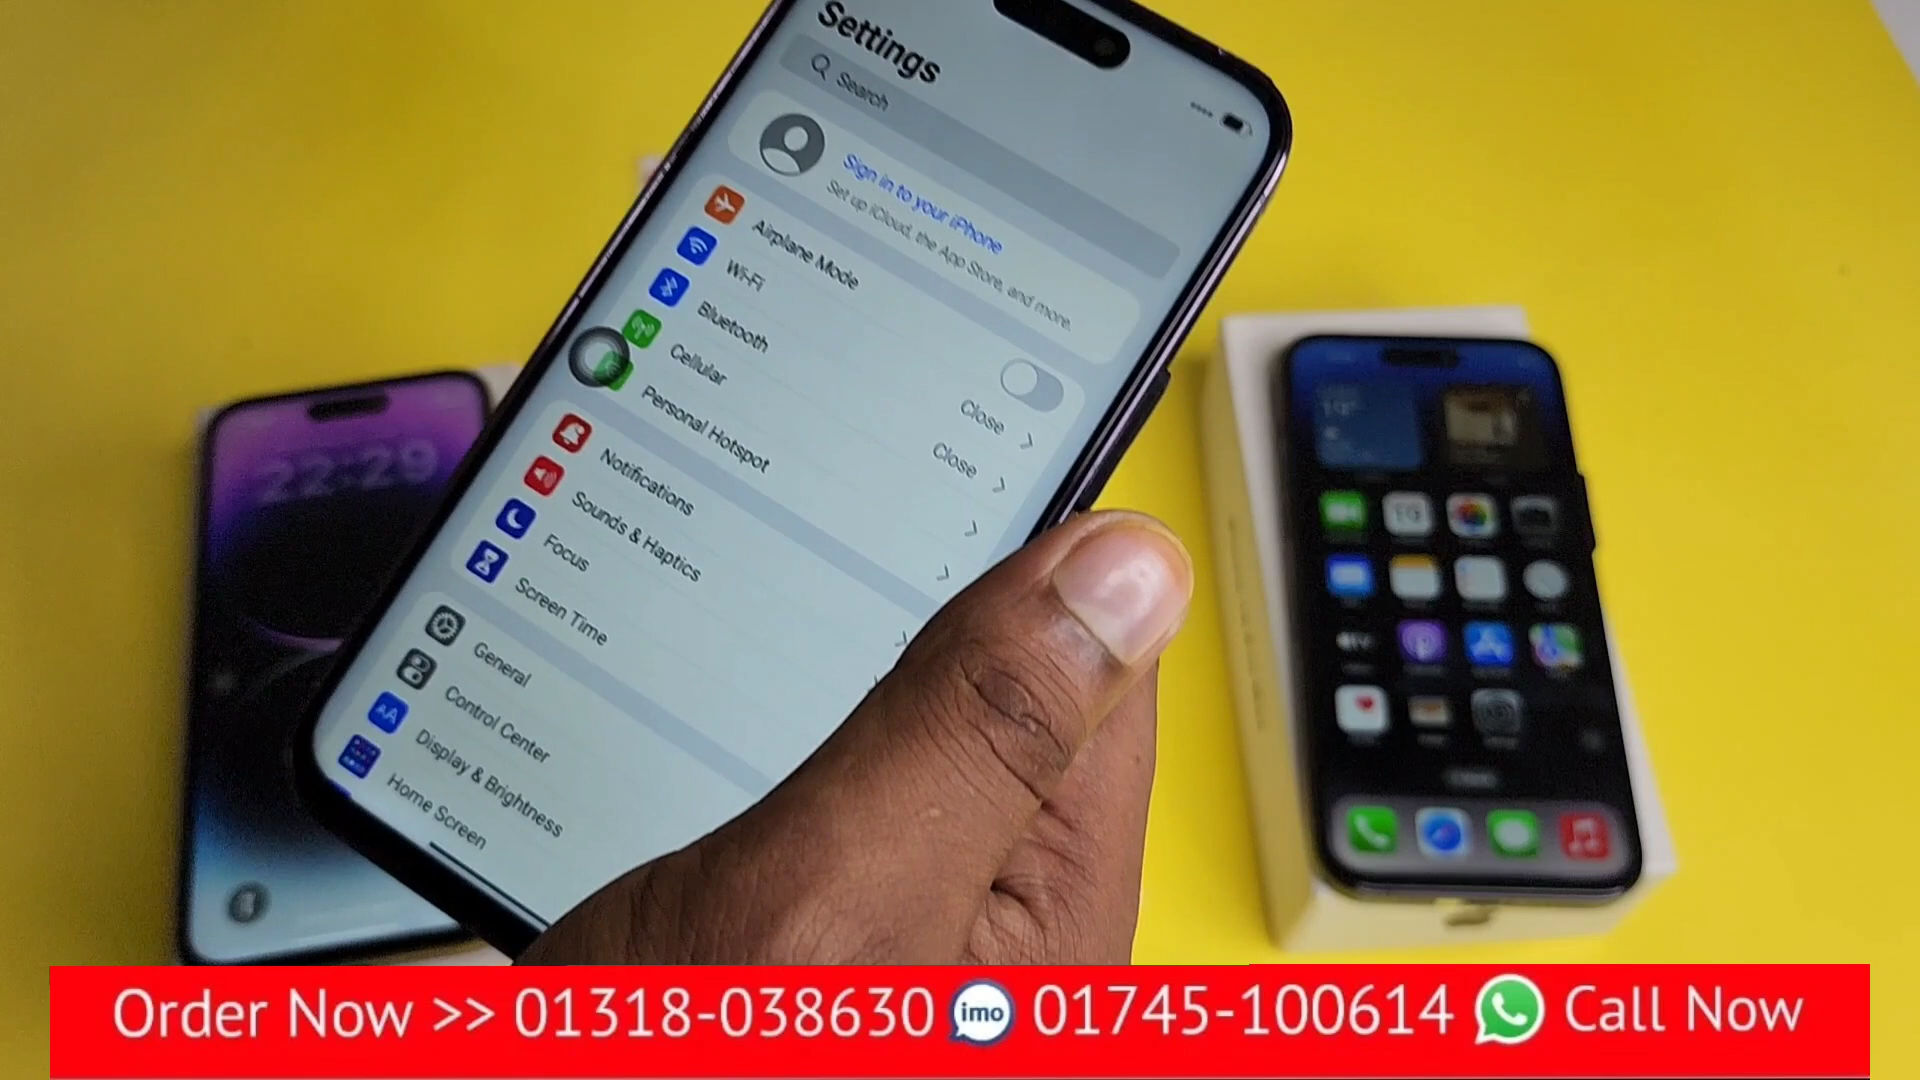 Settings
Search
Sign in to your iPhone
Set up iCloud, the App Store, and more.
Airplane Mode
Wi-Fi
Close
Bluetooth
Close
Cellular
Personal Hotspot
Notifications
Sounds & Haptics
Focus
Screen Time
General
Control Center
AA
Display & Brightness
Home Screen
22:29
Order Now >> 01318-038630 imo 01745-100614 Call Now